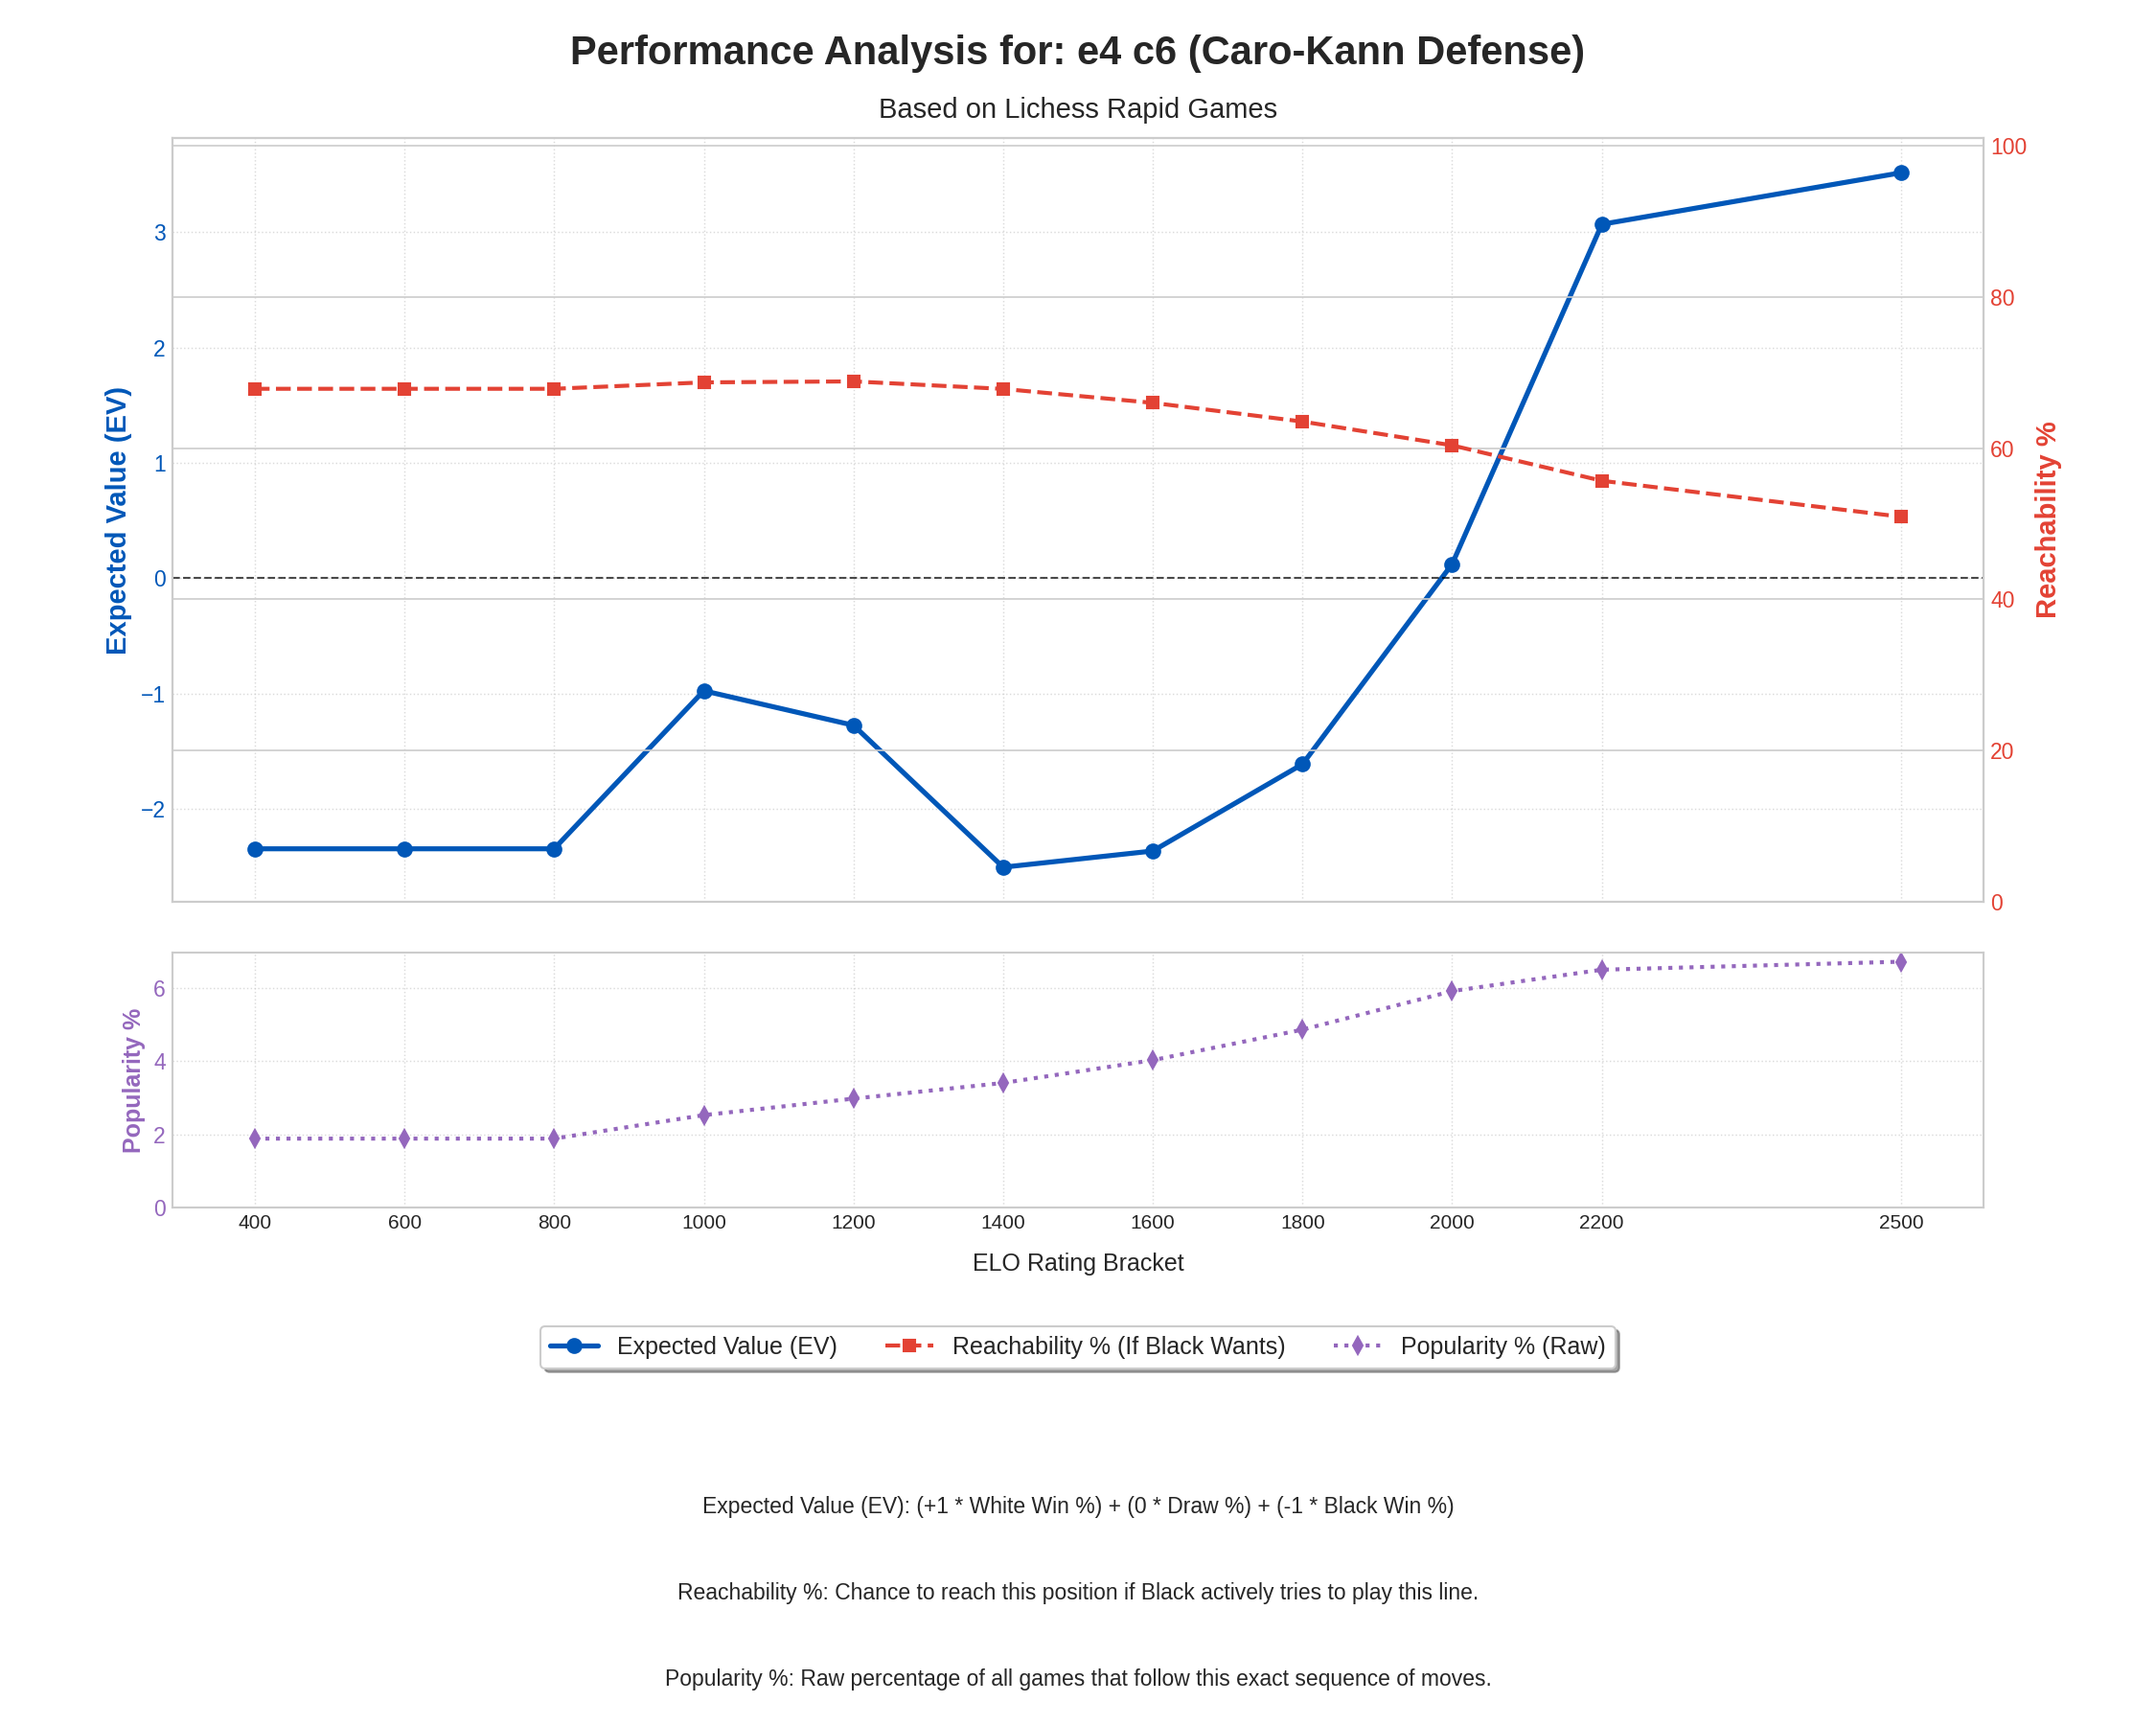 Performance Analysis for: e4 c6 (Caro-Kann Defense)
Based on Lichess Rapid Games
Expected Value (EV)
3
2
1
0
−1
−2
100
80
60
40
20
0
Reachability %
Popularity %
6
4
2
0
400 600 800 1000 1200 1400 1600 1800 2000 2200 2500
ELO Rating Bracket
Expected Value (EV) Reachability % (If Black Wants) Popularity % (Raw)
Expected Value (EV): (+1 * White Win %) + (0 * Draw %) + (-1 * Black Win %)
Reachability %: Chance to reach this position if Black actively tries to play this line.
Popularity %: Raw percentage of all games that follow this exact sequence of moves.